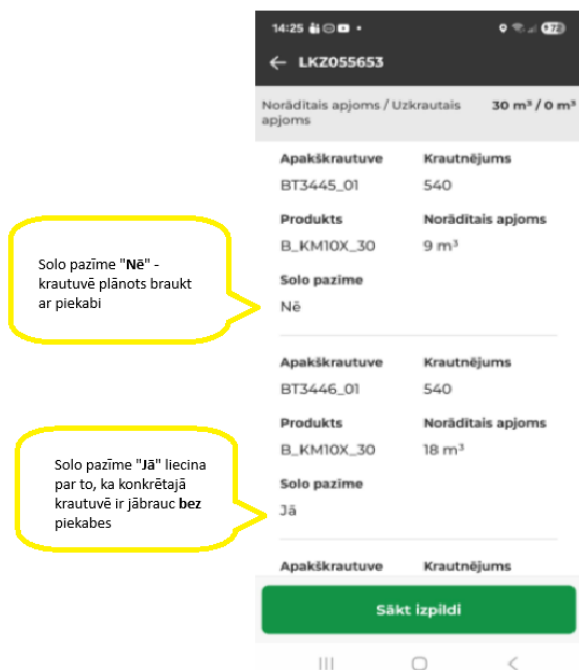 14:25
72
← LKZ055653
Norādītais apjoms / Uzkrautais apjoms
30 m³ / 0 m³
Apakškrautuve Krautnējums
BT3445_01 540
Produkts Norādītais apjoms
B_KM10X_30 9 m³
Solo pazīme
Nē
Solo pazīme "Nē" -
krautuvē plānots braukt
ar piekabi
Apakškrautuve Krautnējums
BT3446_01 540
Produkts Norādītais apjoms
B_KM10X_30 18 m³
Solo pazīme
Jā
Solo pazīme "Jā" liecina
par to, ka konkrētajā
krautuvē ir jābrauc bez
piekabes
Apakškrautuve Krautnējums
Sākt izpildi